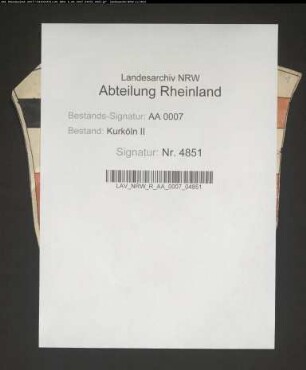 Landesarchiv NRW
Abteilung Rheinland
Bestands-Signatur: AA 0007
Bestand: Kurköln II
Signatur: Nr. 4851
LAV_NRW_R_AA_0007_04851